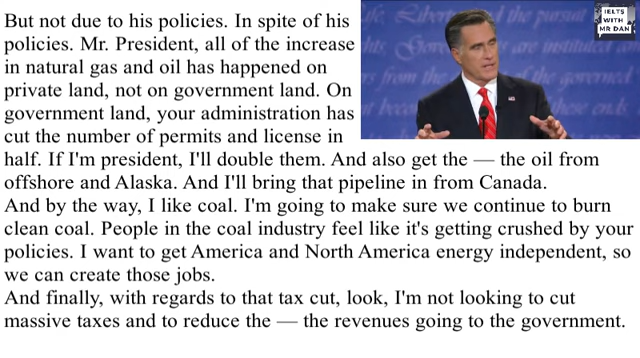 But not due to his policies. In spite of his
policies. Mr. President, all of the increase
in natural gas and oil has happened on
private land, not on government land. On
government land, your administration has
cut the number of permits and license in
half. If I'm president, I'll double them. And also get the — the oil from
offshore and Alaska. And I'll bring that pipeline in from Canada.
And by the way, I like coal. I'm going to make sure we continue to burn
clean coal. People in the coal industry feel like it's getting crushed by your
policies. I want to get America and North America energy independent, so
we can create those jobs.
And finally, with regards to that tax cut, look, I'm not looking to cut
massive taxes and to reduce the — the revenues going to the government.
IELTS
WITH
MR DAN